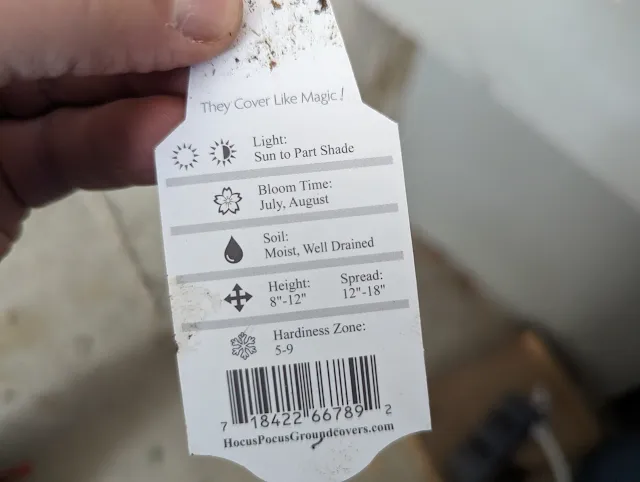 They Cover Like Magic!
Light:
Sun to Part Shade
Bloom Time:
July, August
Soil:
Moist, Well Drained
Height: Spread:
8"-12" 12"-18"
Hardiness Zone:
5-9
7 18422 66789 2
HocusPocusGroundcovers.com